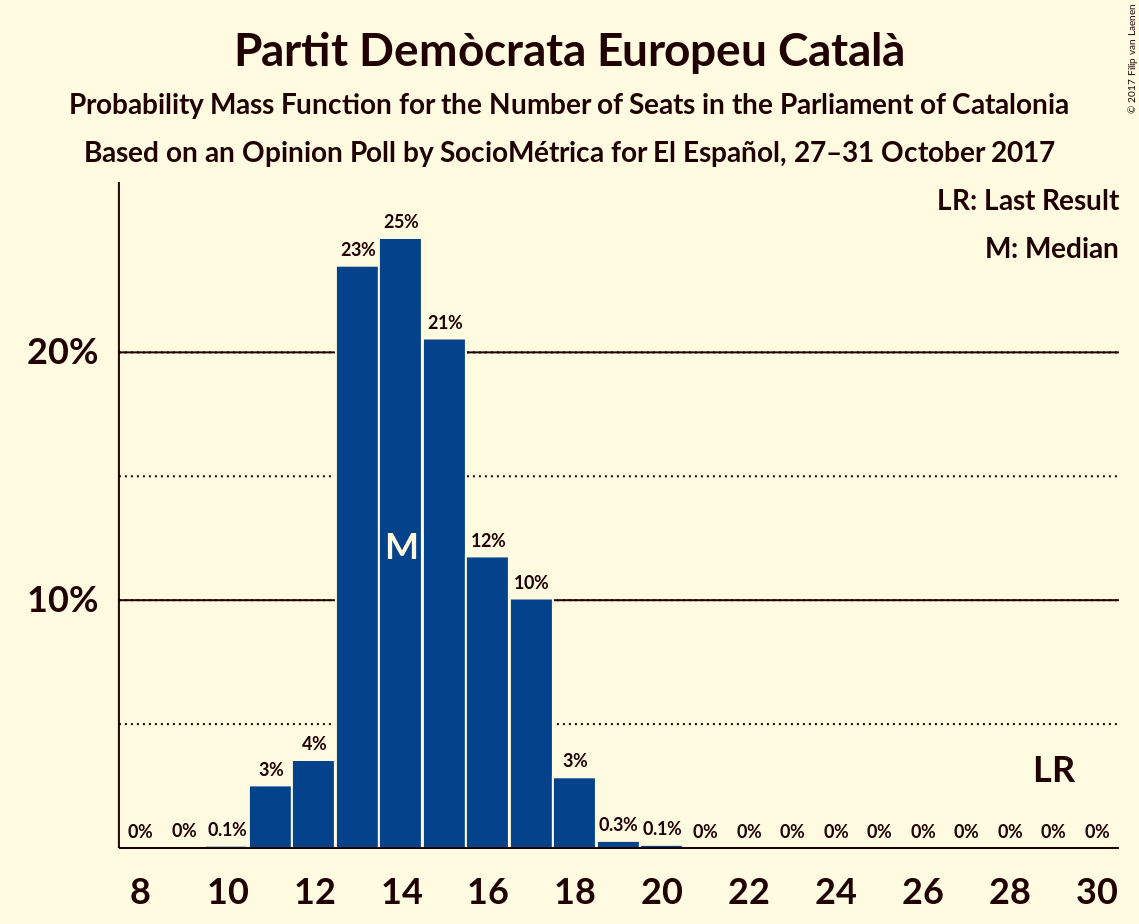 Partit Demòcrata Europeu Català
Probability Mass Function for the Number of Seats in the Parliament of Catalonia
Based on an Opinion Poll by SocioMétrica for El Español, 27–31 October 2017
© 2017 Filip van Laenen
LR: Last Result
M: Median
25%
23%
21%
20%
M
12%
10%
10%
4%
3%
3%
LR
0% 0% 0.1% 0.3% 0.1% 0% 0% 0% 0% 0% 0% 0% 0% 0% 0%
8 10 12 14 16 18 20 22 24 26 28 30